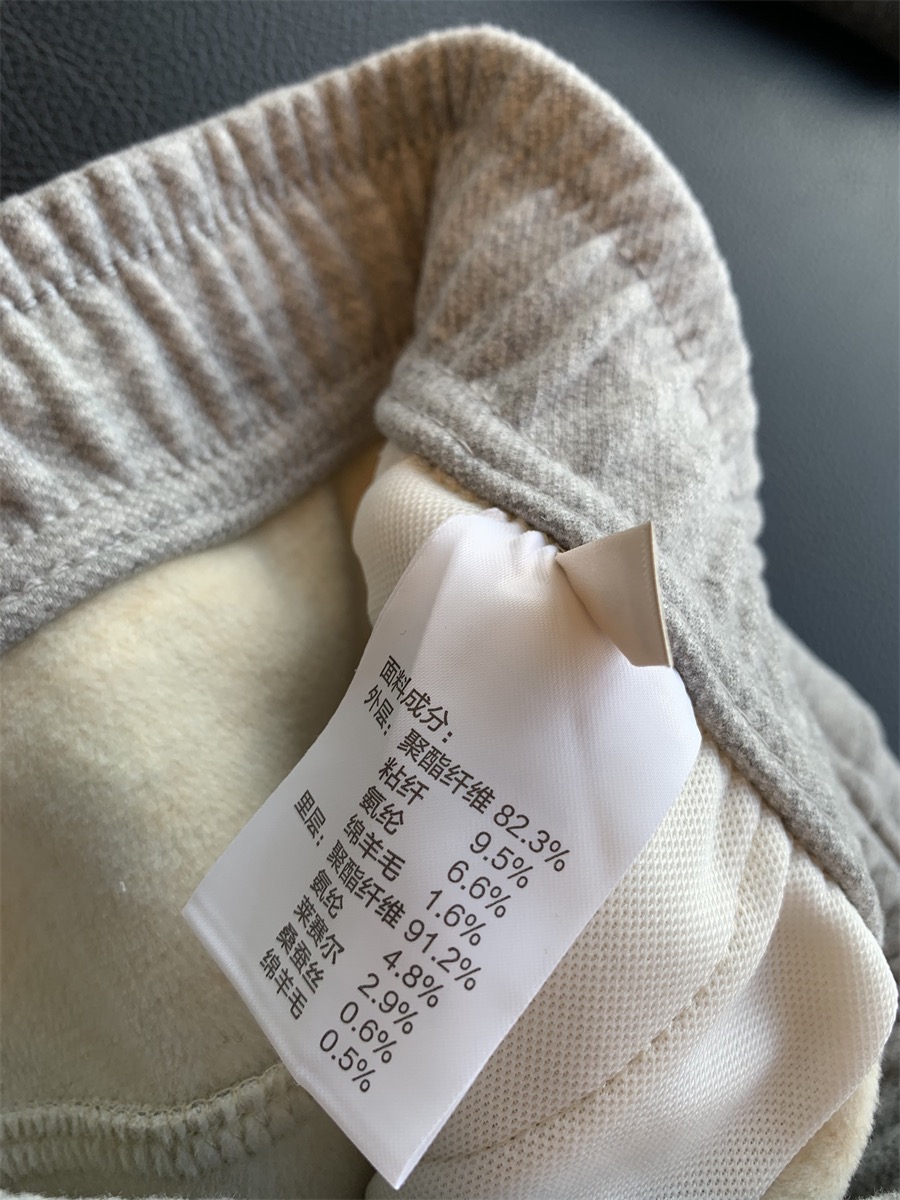 面料成分：
外层：聚酯纤维 82.3%
粘纤 9.5%
氨纶 6.6%
绵羊毛 1.6%
里层：聚酯纤维 91.2%
氨纶 4.8%
莱赛尔 2.9%
桑蚕丝 0.6%
绵羊毛 0.5%